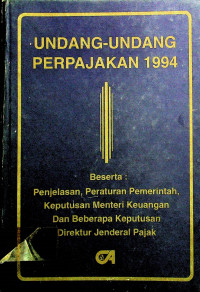 UNDANG-UNDANG
PERPAJAKAN 1994
Beserta :
Penjelasan, Peraturan Pemerintah,
Keputusan Menteri Keuangan
Dan Beberapa Keputusan
Direktur Jenderal Pajak